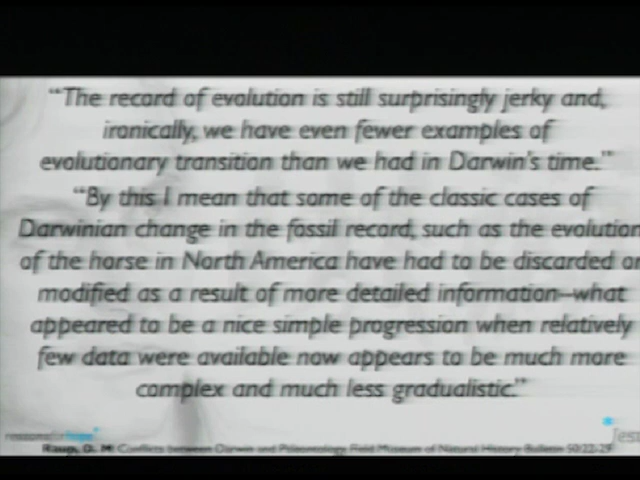 “The record of evolution is still surprisingly jerky and,
ironically, we have even fewer examples of
evolutionary transition than we had in Darwin’s time.”
“By this I mean that some of the classic cases of
Darwinian change in the fossil record, such as the evolution
of the horse in North America have had to be discarded or
modified as a result of more detailed information–what
appeared to be a nice simple progression when relatively
few data were available now appears to be much more
complex and much less gradualistic.”
reasonsforhope*
Raup, D. M. Conflicts between Darwin and Paleontology. Field Museum of Natural History Bulletin 50:22-29